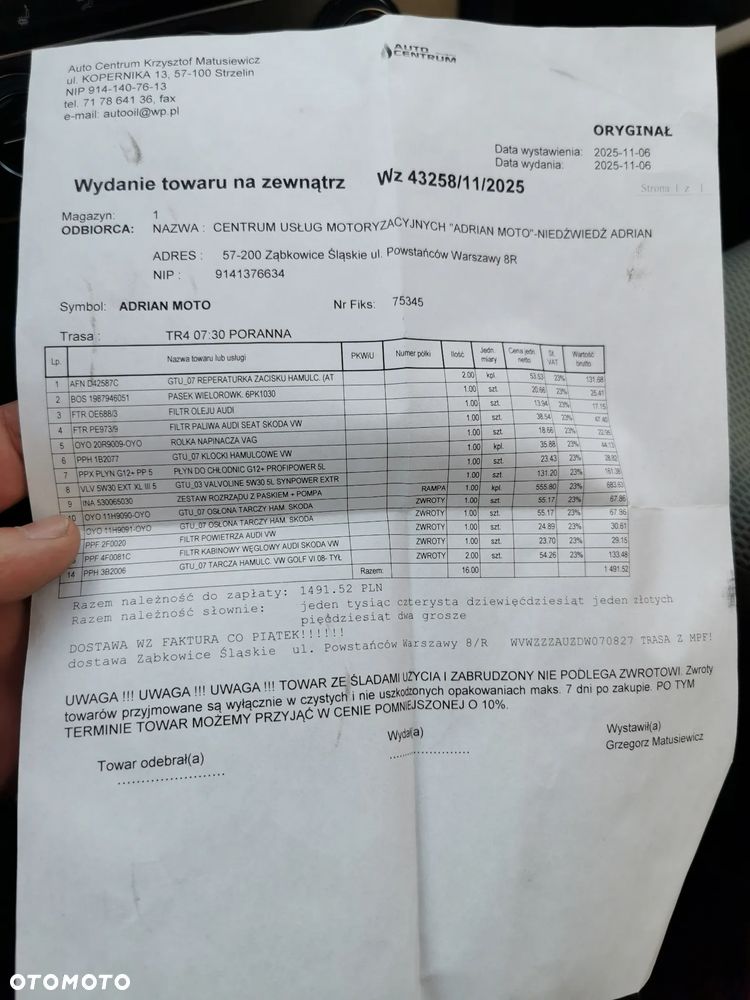 Auto Centrum Krzysztof Matusiewicz
ul. KOPERNIKA 13, 57-100 Strzelin
NIP 914-140-76-13
tel. 71 78 641 36, fax
e-mail: autooil@wp.pl
AUTO CENTRUM
ORYGINAŁ
Data wystawienia: 2025-11-06
Data wydania: 2025-11-06
Wydanie towaru na zewnątrz Wz 43258/11/2025
Strona 1 z 1
Magazyn: 1
ODBIORCA: NAZWA : CENTRUM USŁUG MOTORYZACYJNYCH "ADRIAN MOTO"-NIEDŹWIEDŹ ADRIAN
ADRES : 57-200 Ząbkowice Śląskie ul. Powstańców Warszawy 8R
NIP : 9141376634
Symbol: ADRIAN MOTO Nr Fiks: 75345
Trasa : TR4 07:30 PORANNA
Lp. Nazwa towaru lub usługi PKWiU Numer półki Ilość Jedn. miary Cena jedn. netto St. VAT Wartość brutto
1 AFN D42587C GTU_07 REPERATURKA ZACISKU HAMULC. (AT 2.00 kpl. 53.53 23% 131.68
2 BOS 1987946051 PASEK WIELOROWK. 6PK1030 1.00 szt. 20.66 23% 25.41
3 FTR OE688/3 FILTR OLEJU AUDI 1.00 szt. 13.94 23% 17.15
4 FTR PE973/9 FILTR PALIWA AUDI SEAT SKODA VW 1.00 szt. 38.54 23% 47.40
5 OYO 20R9009-OYO ROLKA NAPINACZA VAG 1.00 szt. 18.66 23% 22.95
6 PPH 1B2077 GTU_07 KLOCKI HAMULCOWE VW 1.00 kpl. 35.88 23% 44.13
7 PPX PLYN G12+ PP 5 PŁYN DO CHŁODNIC G12+ PROFIPOWER 5L 1.00 szt. 23.43 23% 28.82
8 VLV 5W30 EXT XL III 5 GTU_03 VALVOLINE 5W30 5L SYNPOWER EXTR 1.00 szt. 131.20 23% 161.38
9 INA 530065030 ZESTAW ROZRZĄDU Z PASKIEM + POMPA RAMPA 1.00 kpl. 555.80 23% 683.63
10 OYO 11H9090-OYO GTU_07 OSŁONA TARCZY HAM. SKODA ZWROTY 1.00 szt. 55.17 23% 67.86
OYO 11H9091-OYO GTU_07 OSŁONA TARCZY HAM. SKODA ZWROTY 1.00 szt. 55.17 23% 67.86
PPF 2F0020 FILTR POWIETRZA AUDI VW ZWROTY 1.00 szt. 24.89 23% 30.61
PPF 4F0081C FILTR KABINOWY WĘGLOWY AUDI SKODA VW ZWROTY 1.00 szt. 23.70 23% 29.15
14 PPH 3B2006 GTU_07 TARCZA HAMULC. VW GOLF VI 08- TYŁ ZWROTY 2.00 szt. 54.26 23% 133.48
Razem: 16.00 1 491.52
Razem należność do zapłaty: 1491.52 PLN
Razem należność słownie: jeden tysiąc czterysta dziewięćdziesiąt jeden złotych
pięćdziesiąt dwa grosze
DOSTAWA WZ FAKTURA CO PIĄTEK!!!!!!
dostawa Ząbkowice Śląskie ul. Powstańców Warszawy 8/R WVWZZZAUZDW070827 TRASA Z MPF!
UWAGA !!! UWAGA !!! UWAGA !!! TOWAR ZE ŚLADAMI UŻYCIA I ZABRUDZONY NIE PODLEGA ZWROTOWI. Zwroty
towarów przyjmowane są wyłącznie w czystych i nie uszkodzonych opakowaniach maks. 7 dni po zakupie. PO TYM
TERMINIE TOWAR MOŻEMY PRZYJĄĆ W CENIE POMNIEJSZONEJ O 10%.
Towar odebrał(a) Wydał(a) Wystawił(a)
Grzegorz Matusiewicz
OTOMOTO